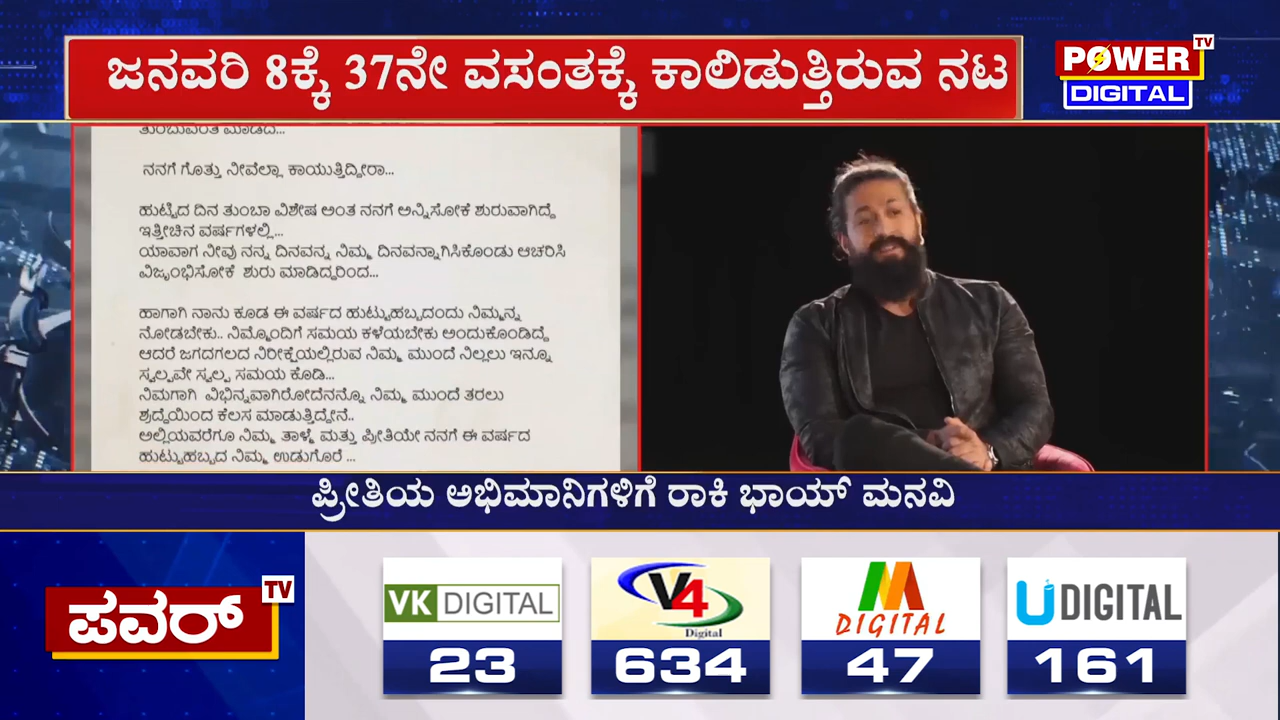 ಜನವರಿ 8ಕ್ಕೆ 37ನೇ ವಸಂತಕ್ಕೆ ಕಾಲಿಡುತ್ತಿರುವ ನಟ
POWER TV
DIGITAL
ತುಂಬುವಂತೆ ಮಾಡಿದೆ...
ನನಗೆ ಗೊತ್ತು ನೀವೆಲ್ಲಾ ಕಾಯುತ್ತಿದ್ದೀರಾ...
ಹುಟ್ಟಿದ ದಿನ ತುಂಬಾ ವಿಶೇಷ ಅಂತ ನನಗೆ ಅನ್ನಿಸೋಕೆ ಶುರುವಾಗಿದ್ದೆ
ಇತ್ತೀಚಿನ ವರ್ಷಗಳಲ್ಲಿ...
ಯಾವಾಗ ನೀವು ನನ್ನ ದಿನವನ್ನ ನಿಮ್ಮ ದಿನವನ್ನಾಗಿಸಿಕೊಂಡು ಆಚರಿಸಿ
ವಿಜೃಂಭಿಸೋಕೆ ಶುರು ಮಾಡಿದ್ದರಿಂದ...
ಹಾಗಾಗಿ ನಾನು ಕೂಡ ಈ ವರ್ಷದ ಹುಟ್ಟುಹಬ್ಬದಂದು ನಿಮ್ಮನ್ನ
ನೋಡಬೇಕು.. ನಿಮ್ಮೊಂದಿಗೆ ಸಮಯ ಕಳೆಯಬೇಕು ಅಂದುಕೊಂಡಿದ್ದೆ
ಆದರೆ ಜಗದಗಲದ ನಿರೀಕ್ಷೆಯಲ್ಲಿರುವ ನಿಮ್ಮ ಮುಂದೆ ನಿಲ್ಲಲು ಇನ್ನೂ
ಸ್ವಲ್ಪವೇ ಸ್ವಲ್ಪ ಸಮಯ ಕೊಡಿ...
ನಿಮಗಾಗಿ ವಿಭಿನ್ನವಾಗಿರೋದೆನನ್ನೊ ನಿಮ್ಮ ಮುಂದೆ ತರಲು
ಶ್ರದ್ದೆಯಿಂದ ಕೆಲಸ ಮಾಡುತ್ತಿದ್ದೇನೆ..
ಅಲ್ಲಿಯವರೆಗೂ ನಿಮ್ಮ ತಾಳ್ಮೆ ಮತ್ತು ಪ್ರೀತಿಯೇ ನನಗೆ ಈ ವರ್ಷದ
ಹುಟ್ಟುಹಬ್ಬದ ನಿಮ್ಮ ಉಡುಗೊರೆ ...
ಪ್ರೀತಿಯ ಅಭಿಮಾನಿಗಳಿಗೆ ರಾಕಿ ಭಾಯ್ ಮನವಿ
ಪವರ್ TV
VK DIGITAL
23
V4 Digital
634
M DIGITAL
47
U DIGITAL
161